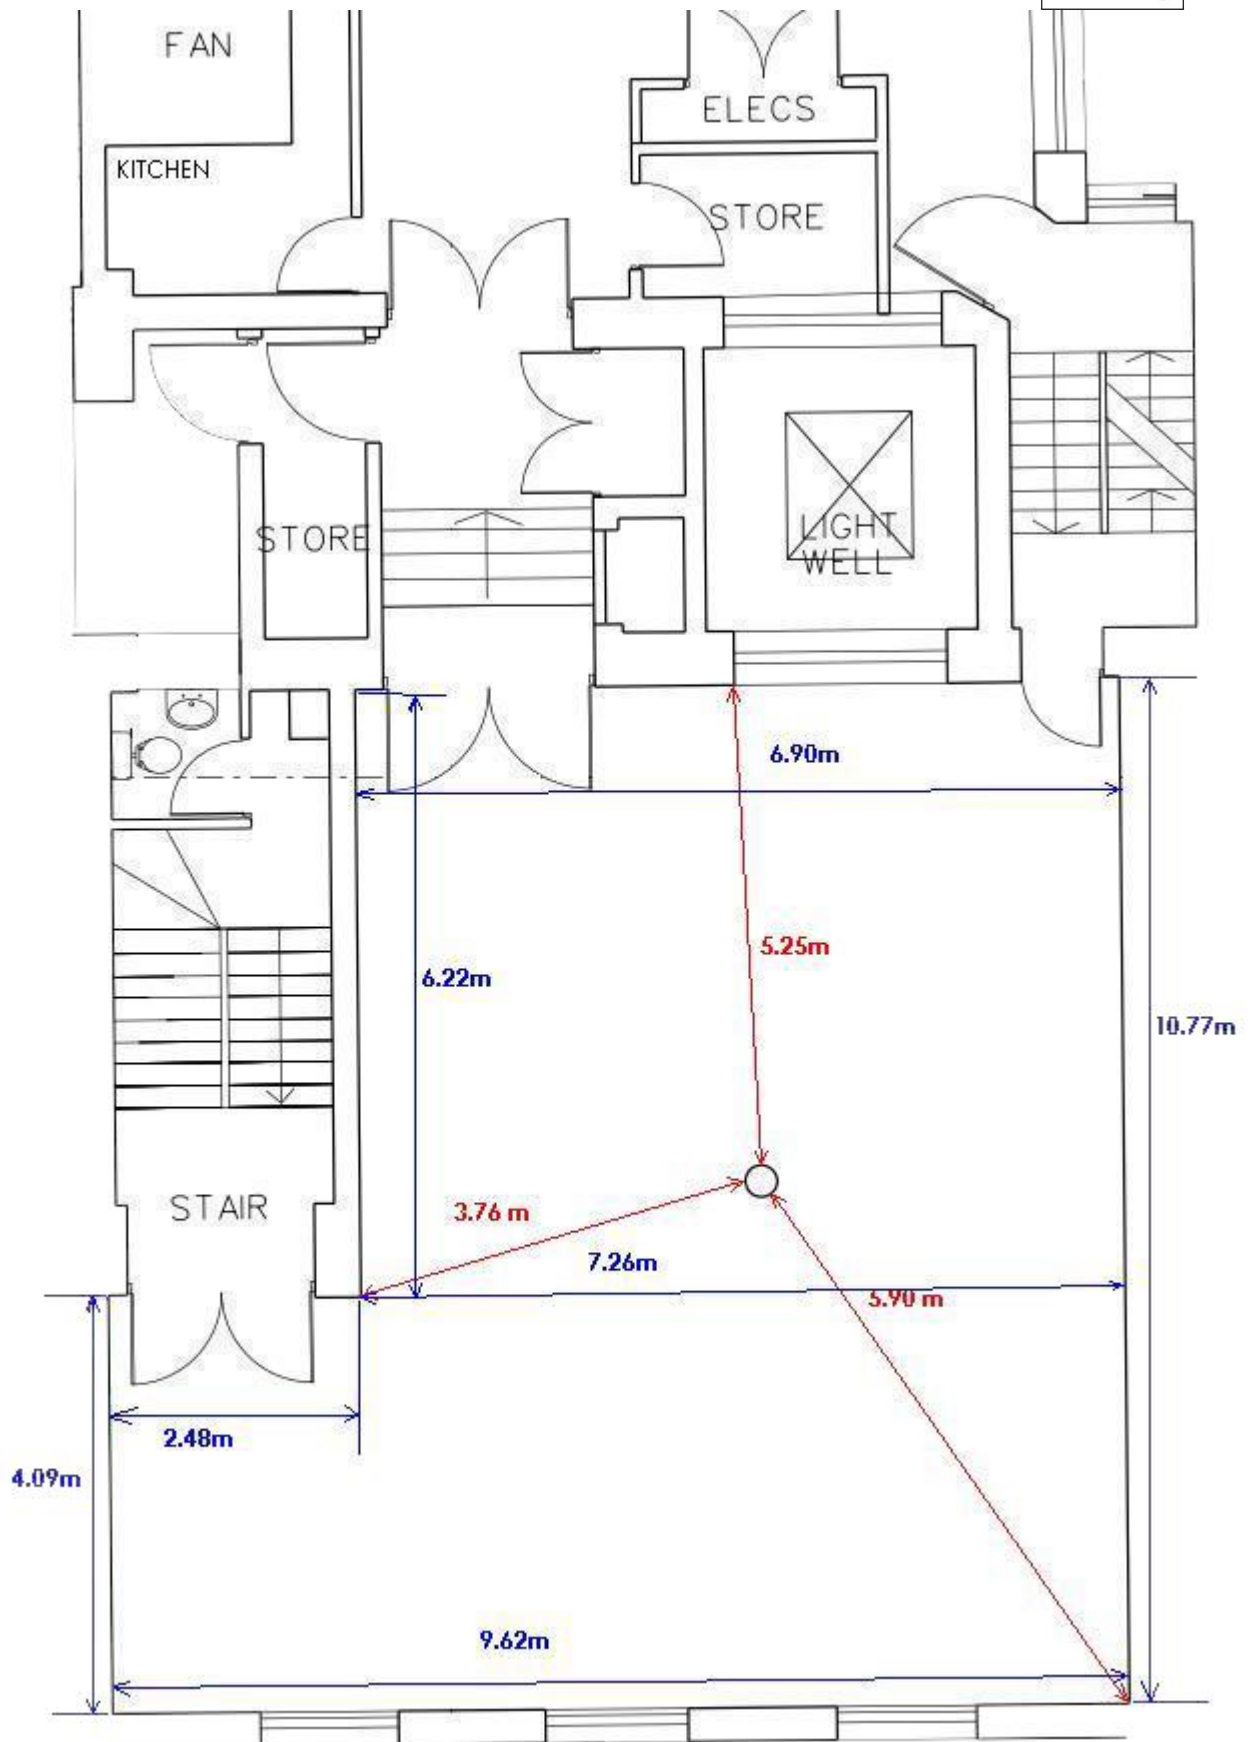 FAN
ELECS
KITCHEN
STORE
STORE
LIGHT
WELL
6.90m
5.25m
6.22m
10.77m
STAIR
3.76 m
7.26m
5.90 m
2.48m
4.09m
9.62m